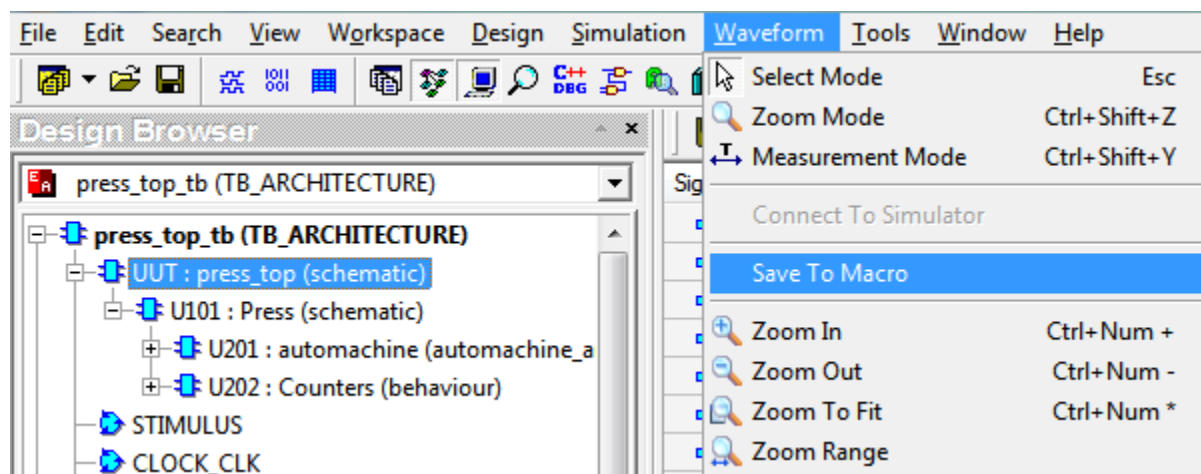 File Edit Search View Workspace Design Simulation Waveform Tools Window Help
C++ DBG
Design Browser
press_top_tb (TB_ARCHITECTURE)
press_top_tb (TB_ARCHITECTURE)
UUT : press_top (schematic)
U101 : Press (schematic)
U201 : automachine (automachine_a
U202 : Counters (behaviour)
STIMULUS
CLOCK_CLK
Sig
Select Mode Esc
Zoom Mode Ctrl+Shift+Z
Measurement Mode Ctrl+Shift+Y
Connect To Simulator
Save To Macro
Zoom In Ctrl+Num +
Zoom Out Ctrl+Num -
Zoom To Fit Ctrl+Num *
Zoom Range